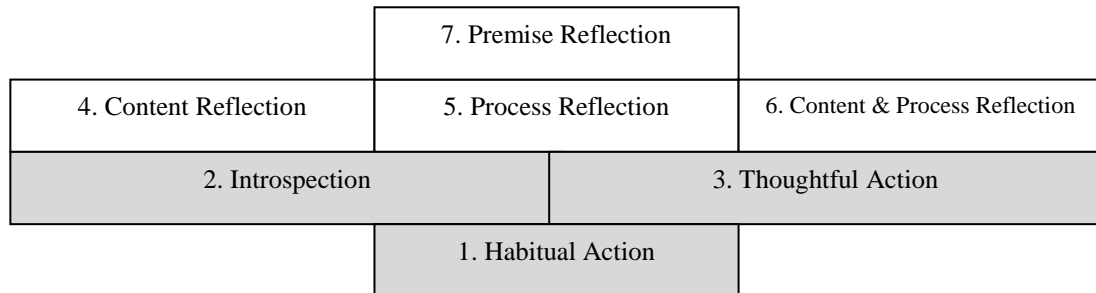 7. Premise Reflection
4. Content Reflection
5. Process Reflection
6. Content & Process Reflection
2. Introspection
3. Thoughtful Action
1. Habitual Action